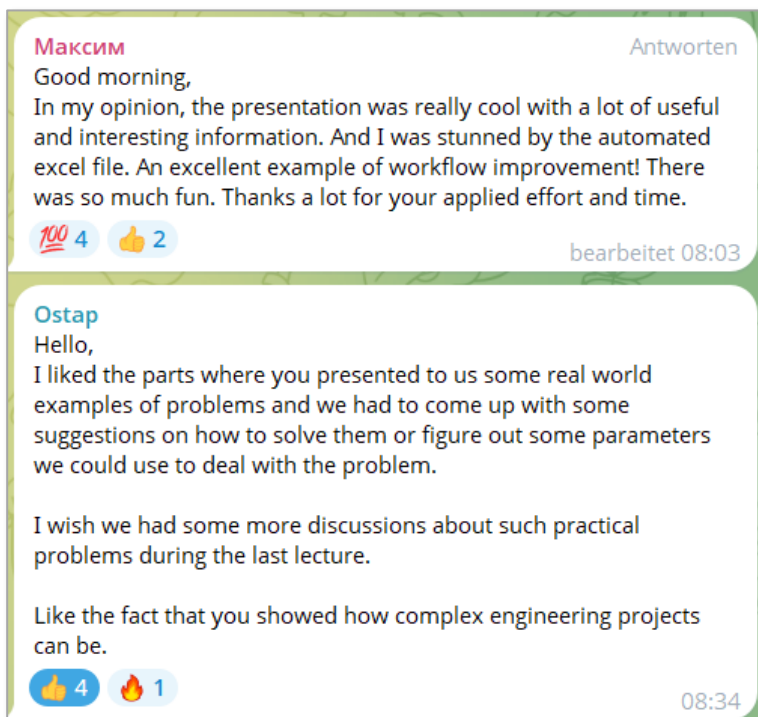 Максим Antworten
Good morning,
In my opinion, the presentation was really cool with a lot of useful
and interesting information. And I was stunned by the automated
excel file. An excellent example of workflow improvement! There
was so much fun. Thanks a lot for your applied effort and time.
💯 4 👍 2
bearbeitet 08:03
Ostap
Hello,
I liked the parts where you presented to us some real world
examples of problems and we had to come up with some
suggestions on how to solve them or figure out some parameters
we could use to deal with the problem.
I wish we had some more discussions about such practical
problems during the last lecture.
Like the fact that you showed how complex engineering projects
can be.
👍 4 🔥 1
08:34